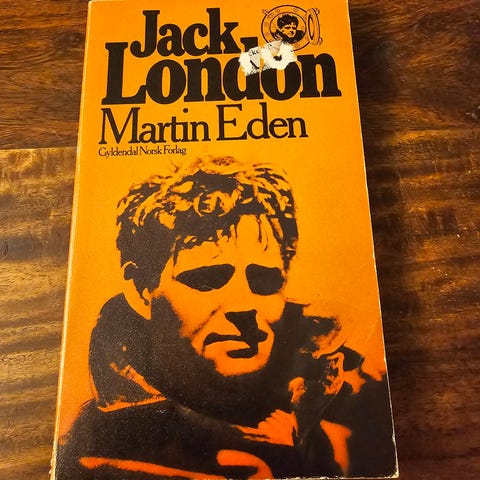 Jack
London
Martin Eden
Gyldendal Norsk Forlag